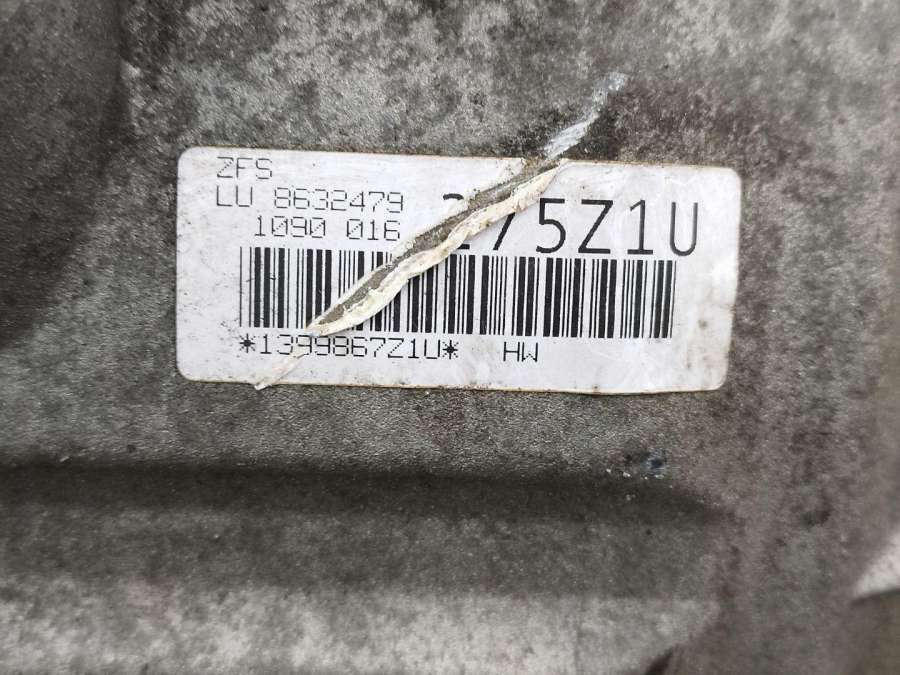 ZFS
LU 8632479
1090 016 75Z1U
*1399867Z1U* HW